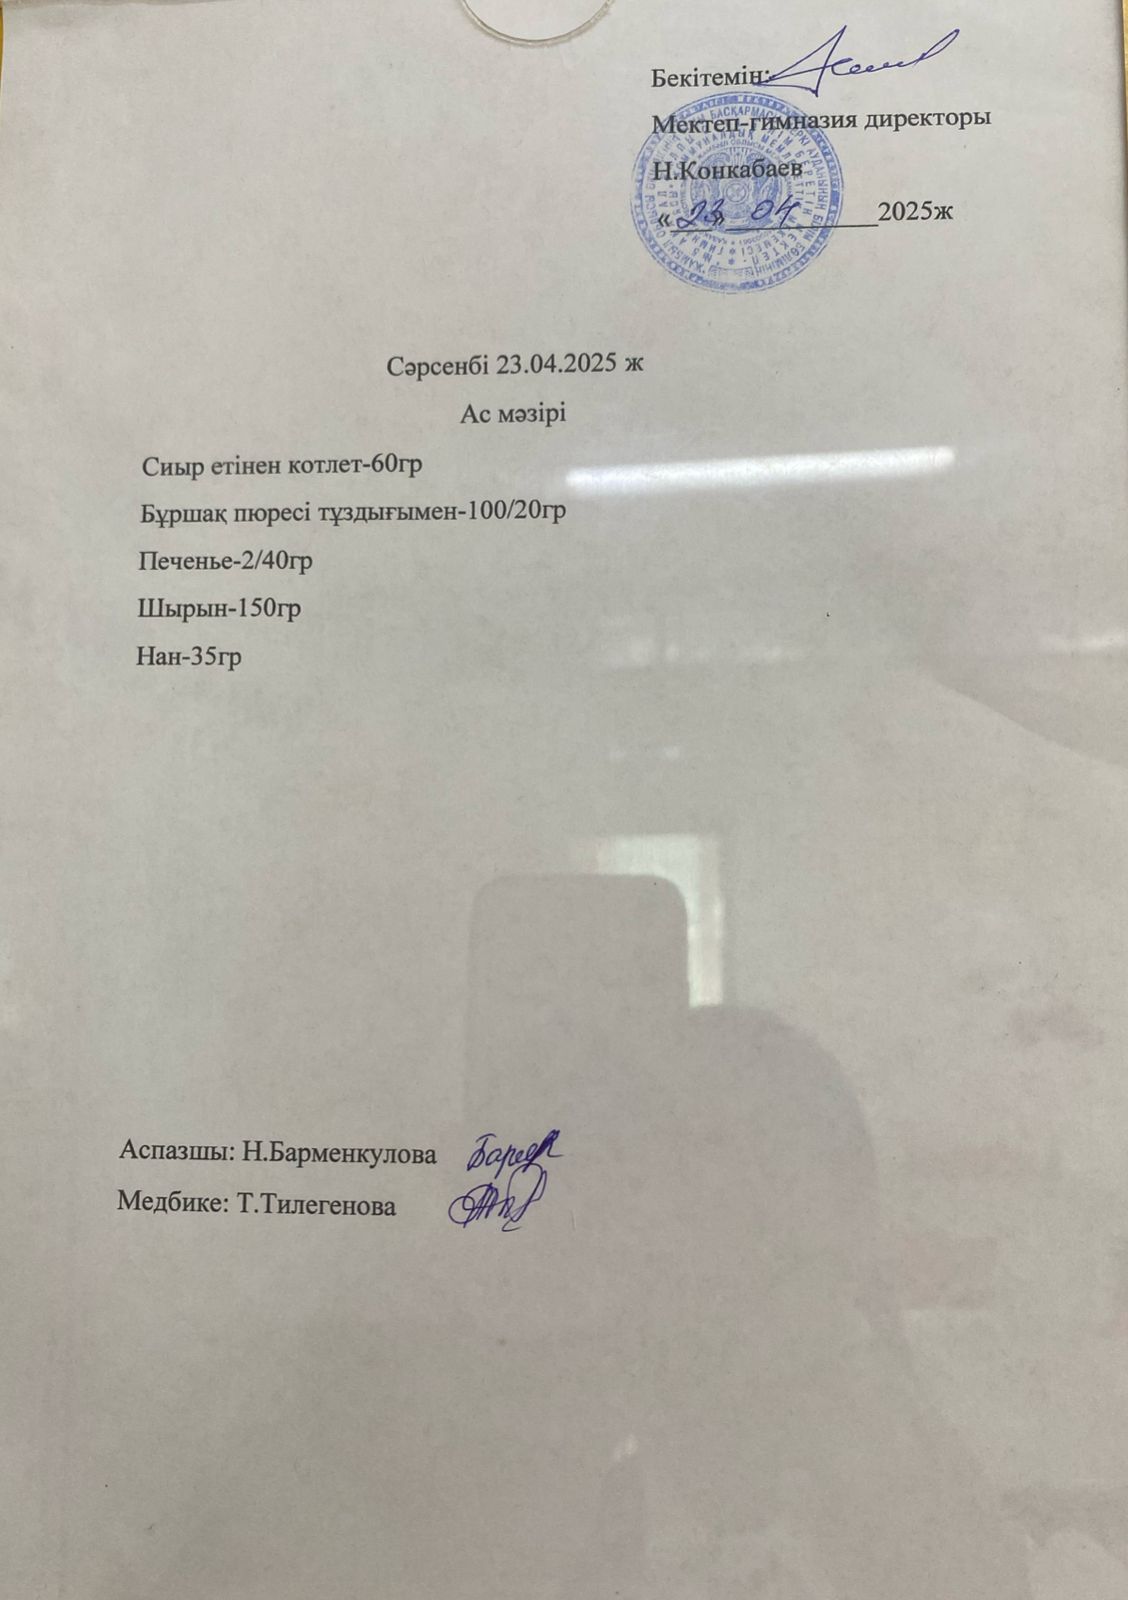 Бекітемін:
Мектеп-гимназия директоры
Н.Конкабаев
« 23 » 04 2025ж
Сәрсенбі 23.04.2025 ж
Ас мәзірі
Сиыр етінен котлет-60гр
Бұршақ пюресі тұздығымен-100/20гр
Печенье-2/40гр
Шырын-150гр
Нан-35гр
Аспазшы: Н.Барменкулова
Медбике: Т.Тилегенова